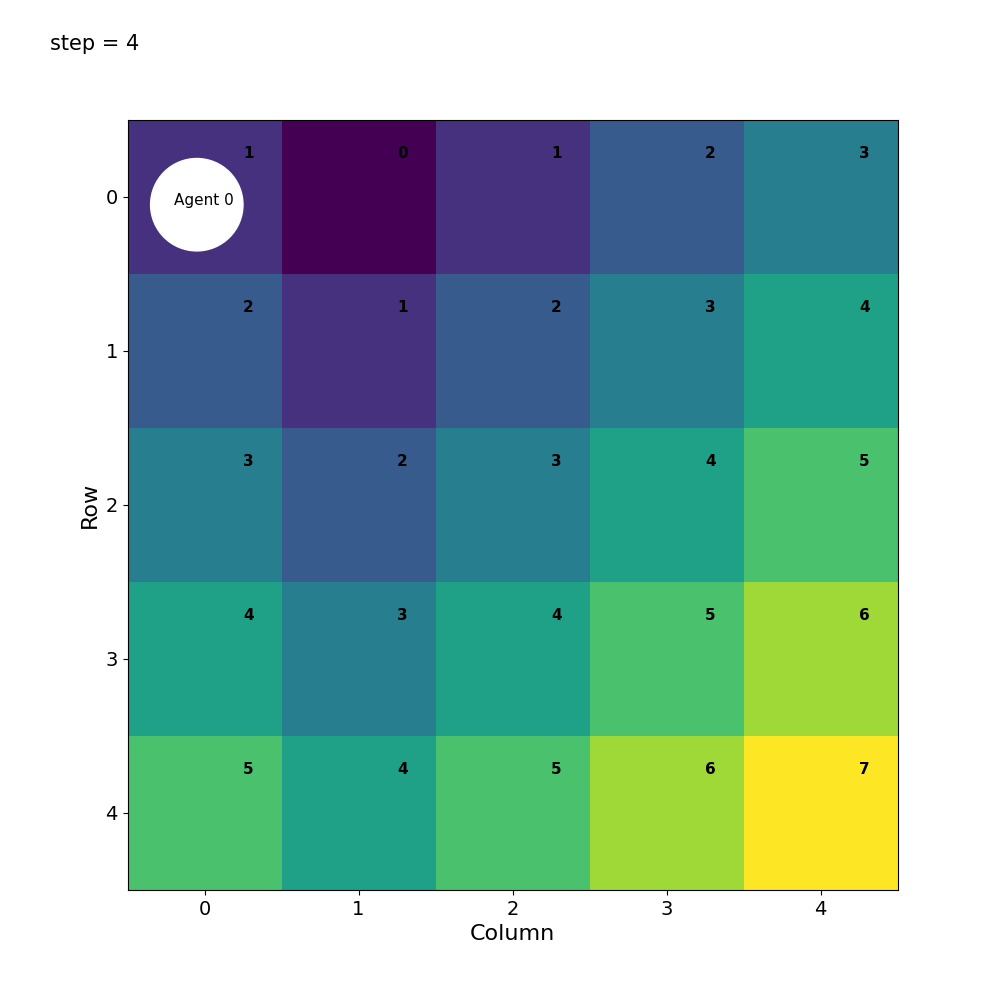 step = 4
1 0 1 2 3
0 Agent 0
2 1 2 3 4
1
3 2 3 4 5
Row 2
4 3 4 5 6
3
5 4 5 6 7
4
0 1 2 3 4
Column